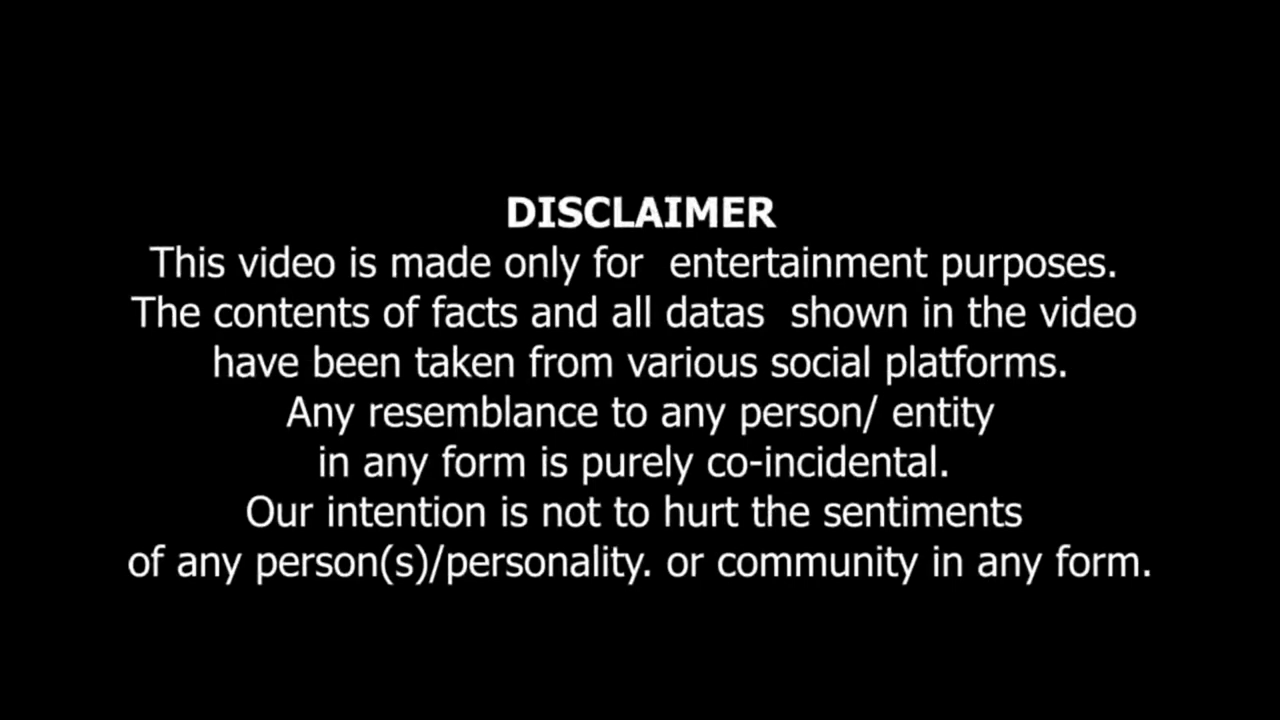 DISCLAIMER
This video is made only for  entertainment purposes.
The contents of facts and all datas  shown in the video
have been taken from various social platforms.
Any resemblance to any person/ entity
in any form is purely co-incidental.
Our intention is not to hurt the sentiments
of any person(s)/personality. or community in any form.